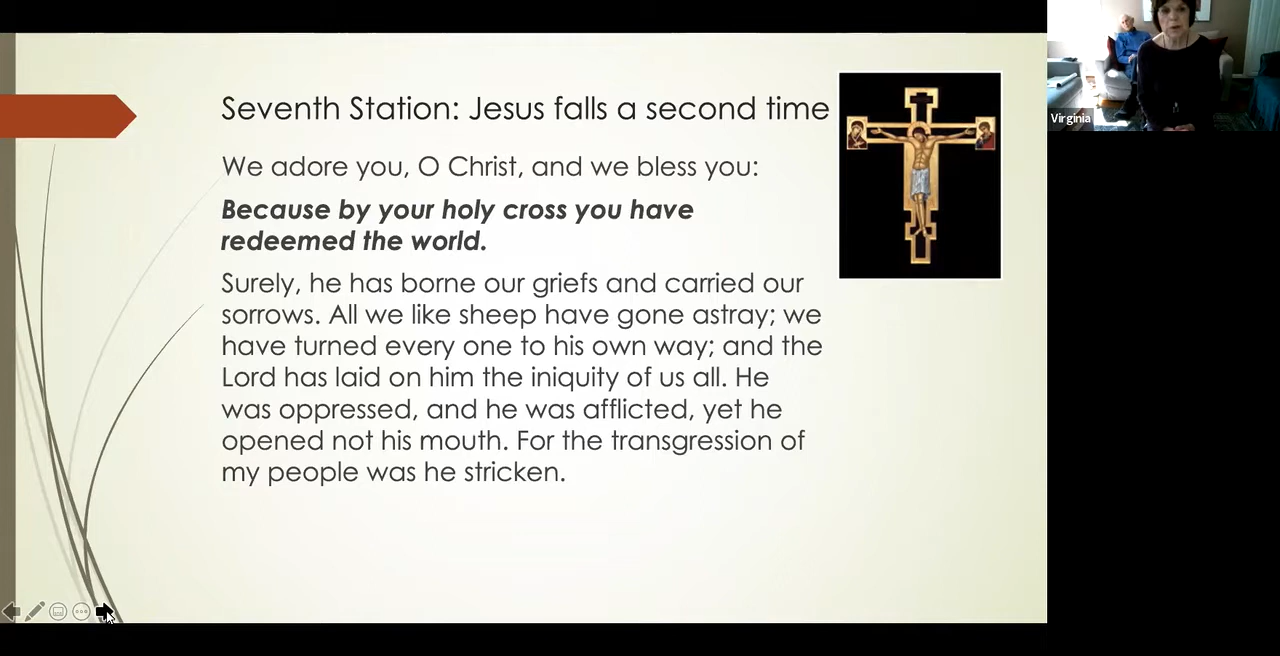 Seventh Station: Jesus falls a second time
We adore you, O Christ, and we bless you:
Because by your holy cross you have
redeemed the world.
Surely, he has borne our griefs and carried our
sorrows. All we like sheep have gone astray; we
have turned every one to his own way; and the
Lord has laid on him the iniquity of us all. He
was oppressed, and he was afflicted, yet he
opened not his mouth. For the transgression of
my people was he stricken.
Virginia